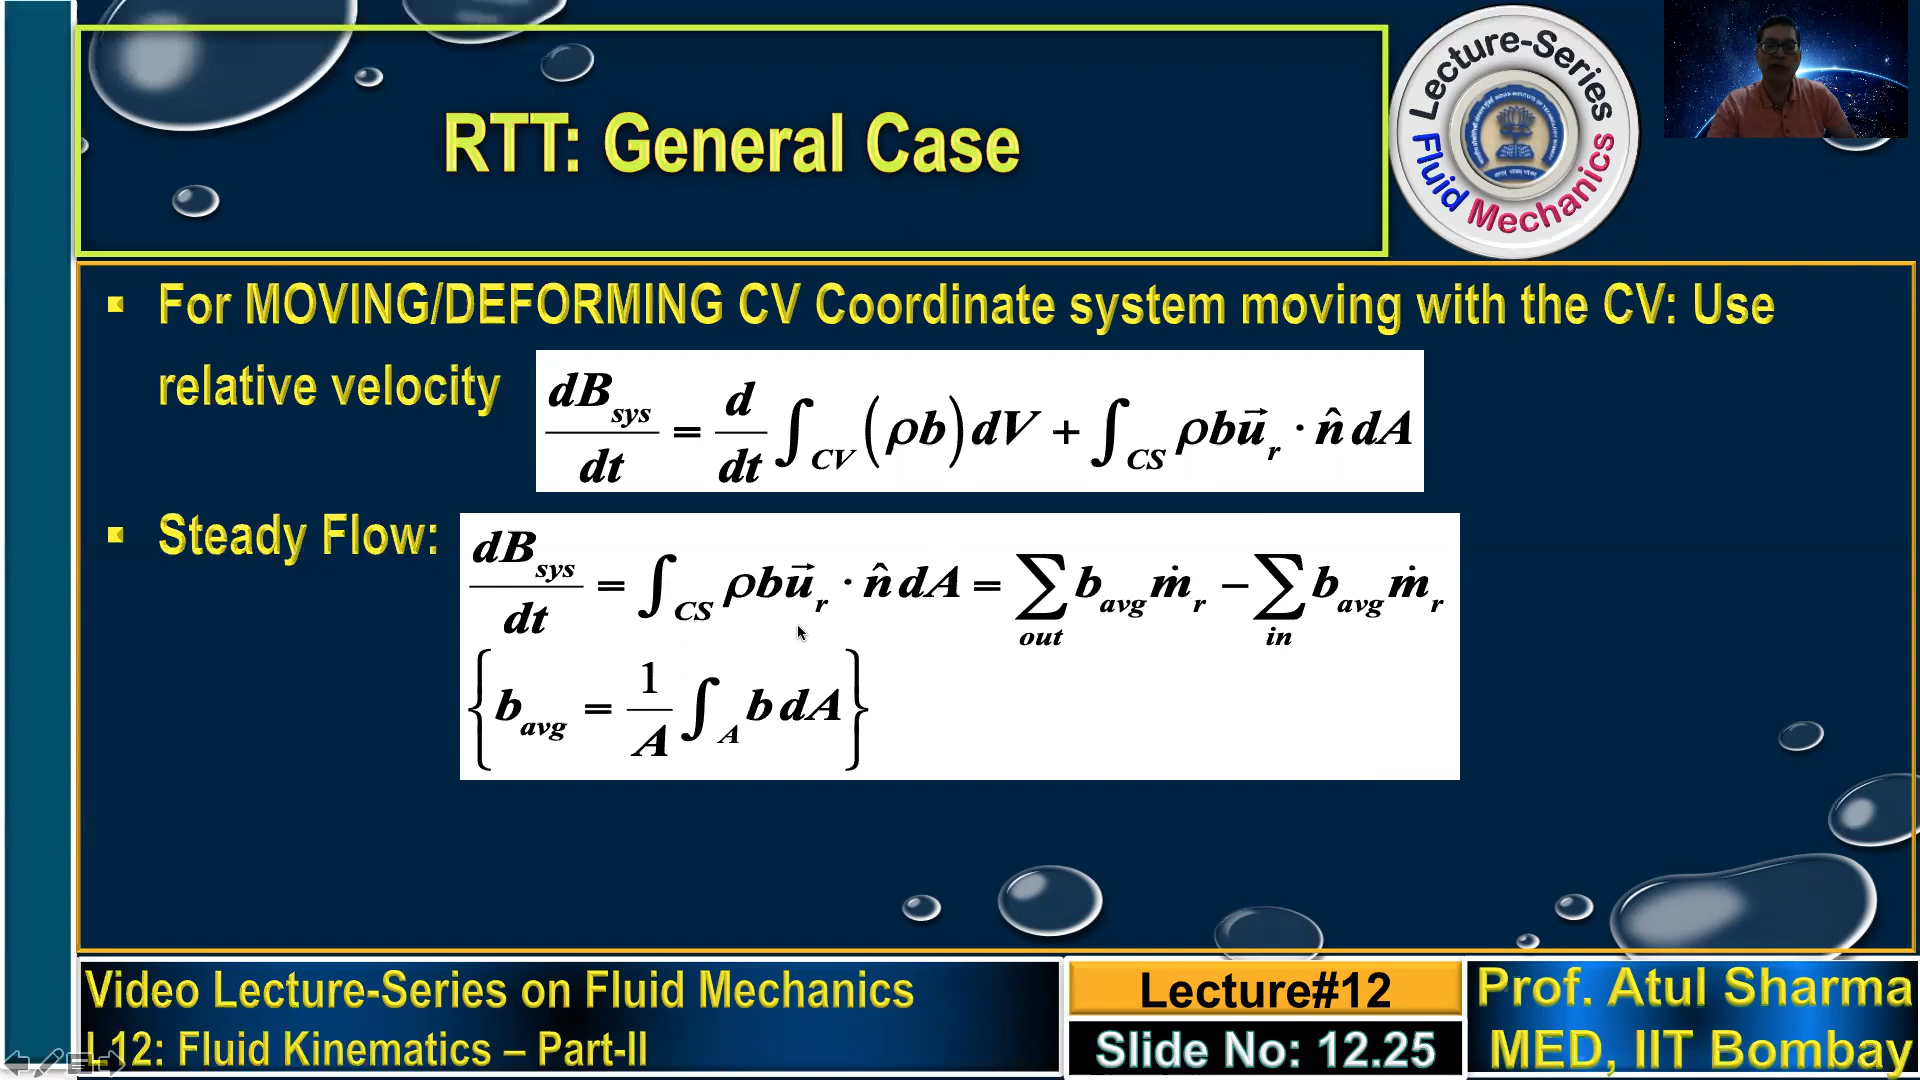 RTT: General Case
Lecture-Series
Fluid Mechanics
For MOVING/DEFORMING CV Coordinate system moving with the CV: Use
relative velocity
dB_sys/dt = d/dt ∫_CV (ρb) dV + ∫_CS ρb u⃗_r · n̂ dA
Steady Flow:
dB_sys/dt = ∫_CS ρb u⃗_r · n̂ dA = ∑_out b_avg ṁ_r − ∑_in b_avg ṁ_r
{b_avg = 1/A ∫_A b dA}
Video Lecture-Series on Fluid Mechanics
L12: Fluid Kinematics – Part-II
Lecture#12
Slide No: 12.25
Prof. Atul Sharma
MED, IIT Bombay